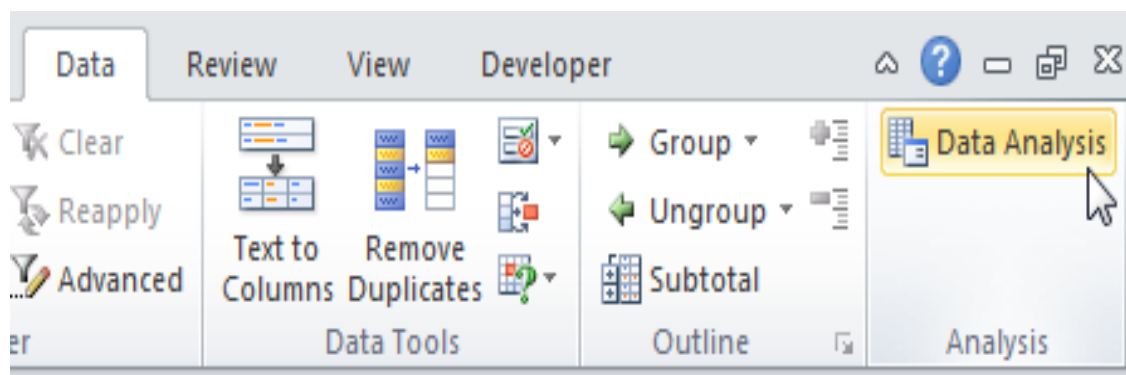 Data Review View Developer ?
Clear
Reapply
Advanced
er
Text to
Columns
Remove
Duplicates
Data Tools
Group
Ungroup
Subtotal
Outline
Data Analysis
Analysis